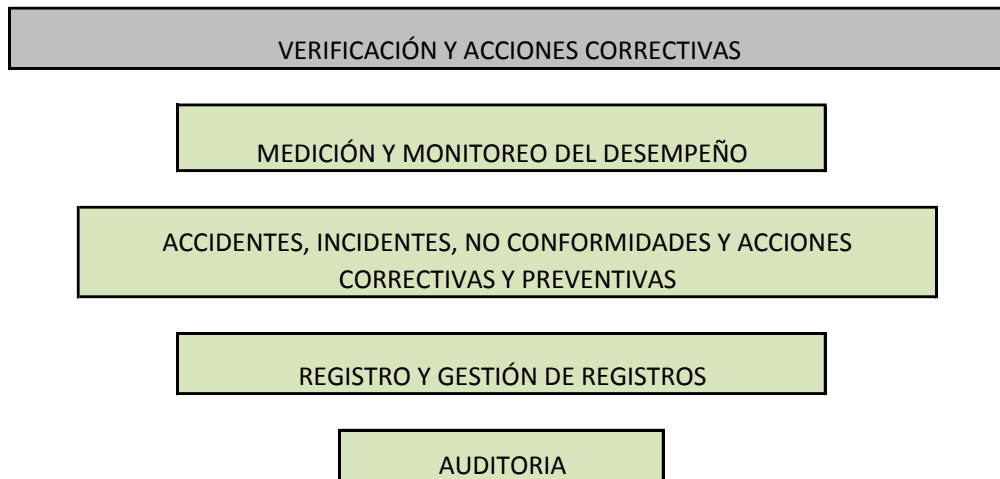 VERIFICACIÓN Y ACCIONES CORRECTIVAS
MEDICIÓN Y MONITOREO DEL DESEMPEÑO
ACCIDENTES, INCIDENTES, NO CONFORMIDADES Y ACCIONES
CORRECTIVAS Y PREVENTIVAS
REGISTRO Y GESTIÓN DE REGISTROS
AUDITORIA